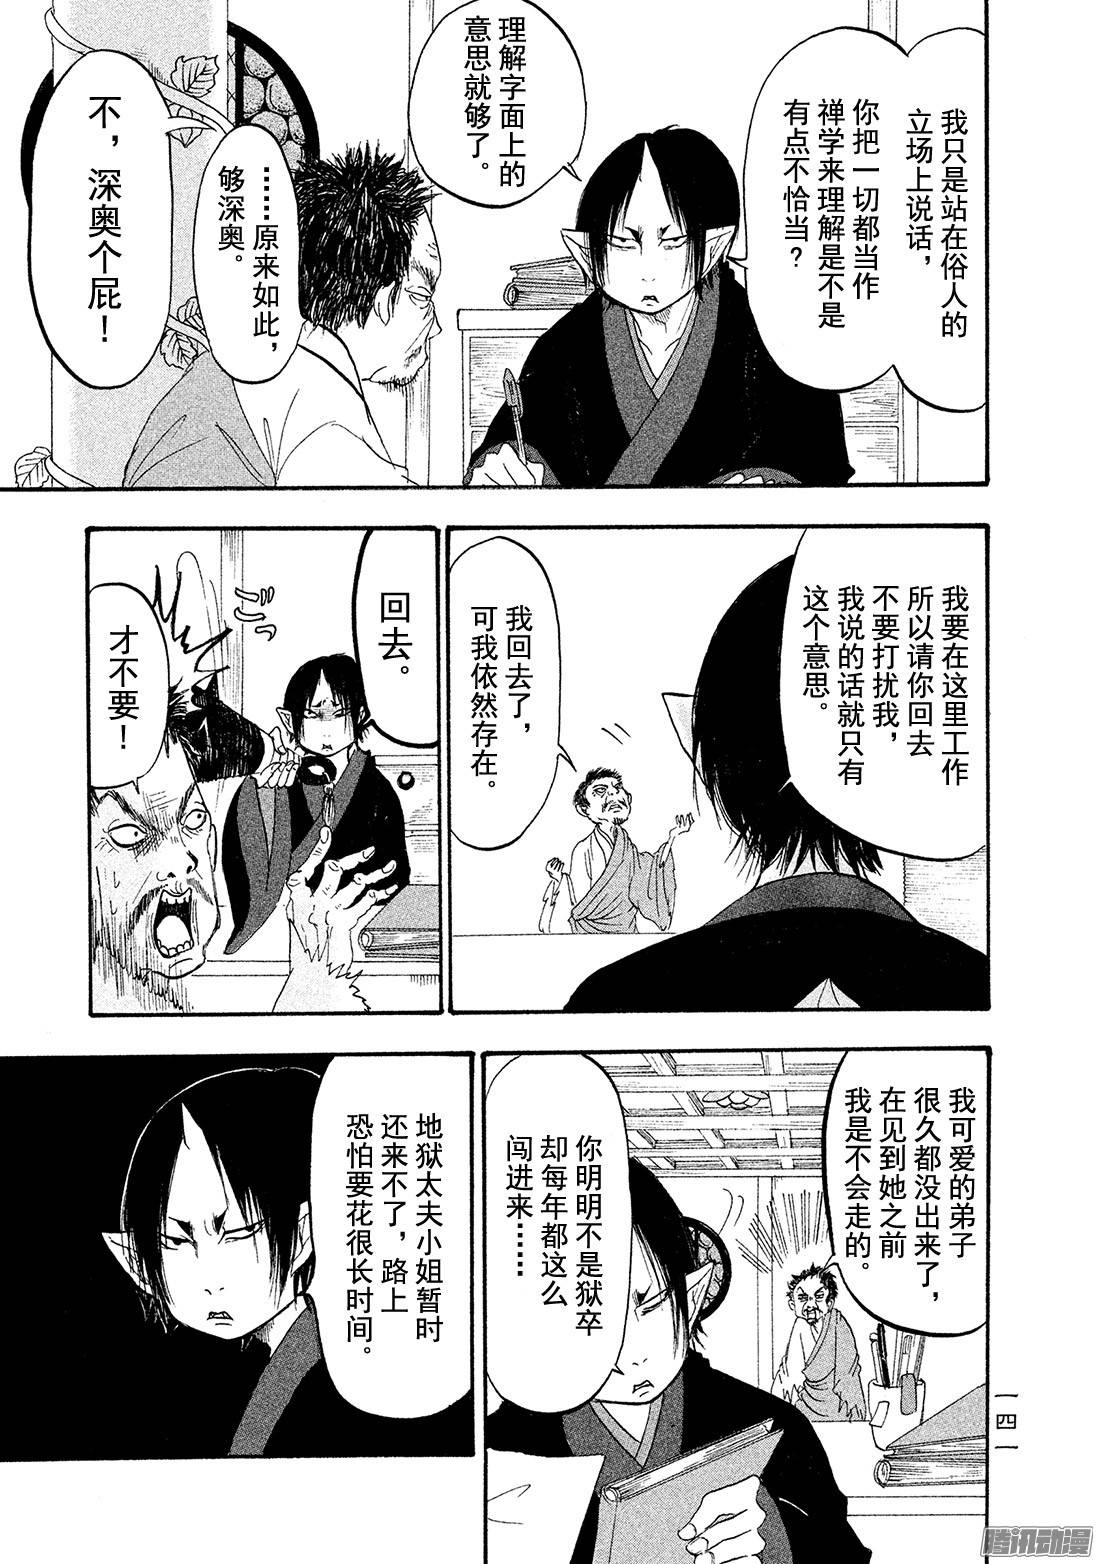 我只是站在俗人的
立场上说话，
你把一切都当作
禅学来理解是不是
有点不恰当？
理解字面上的
意思就够了。
……原来如此，
够深奥。
不，深奥个屁！
我要在这里工作
所以请你回去
不要打扰我，
我说的话就只有
这个意思。
我回去了，
可我依然存在。
回去。
ごっ
才不要！
我可爱的弟子
很久都没出来了，
在见到她之前
我是不会走的。
你明明不是狱卒
却每年都这么
闯进来……
地狱太夫小姐暂时
还来不了，路上
恐怕要花很长时间。
一四一
腾讯动漫